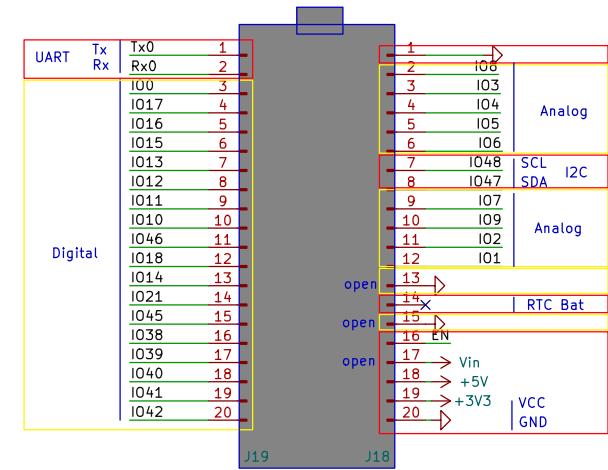 UART Tx Tx0 1
Rx Rx0 2
IO0 3
IO17 4
IO16 5
IO15 6
IO13 7
IO12 8
IO11 9
IO10 10
IO46 11
Digital IO18 12
IO14 13
IO21 14
IO45 15
IO38 16
IO39 17
IO40 18
IO41 19
IO42 20
J19
1
2 IO8
3 IO3
4 IO4 Analog
5 IO5
6 IO6
7 IO48 SCL I2C
8 IO47 SDA
9 IO7
10 IO9 Analog
11 IO2
12 IO1
open 13
14 RTC Bat
open 15
16 EN
open 17 Vin
18 +5V
19 +3V3 VCC
20 GND
J18